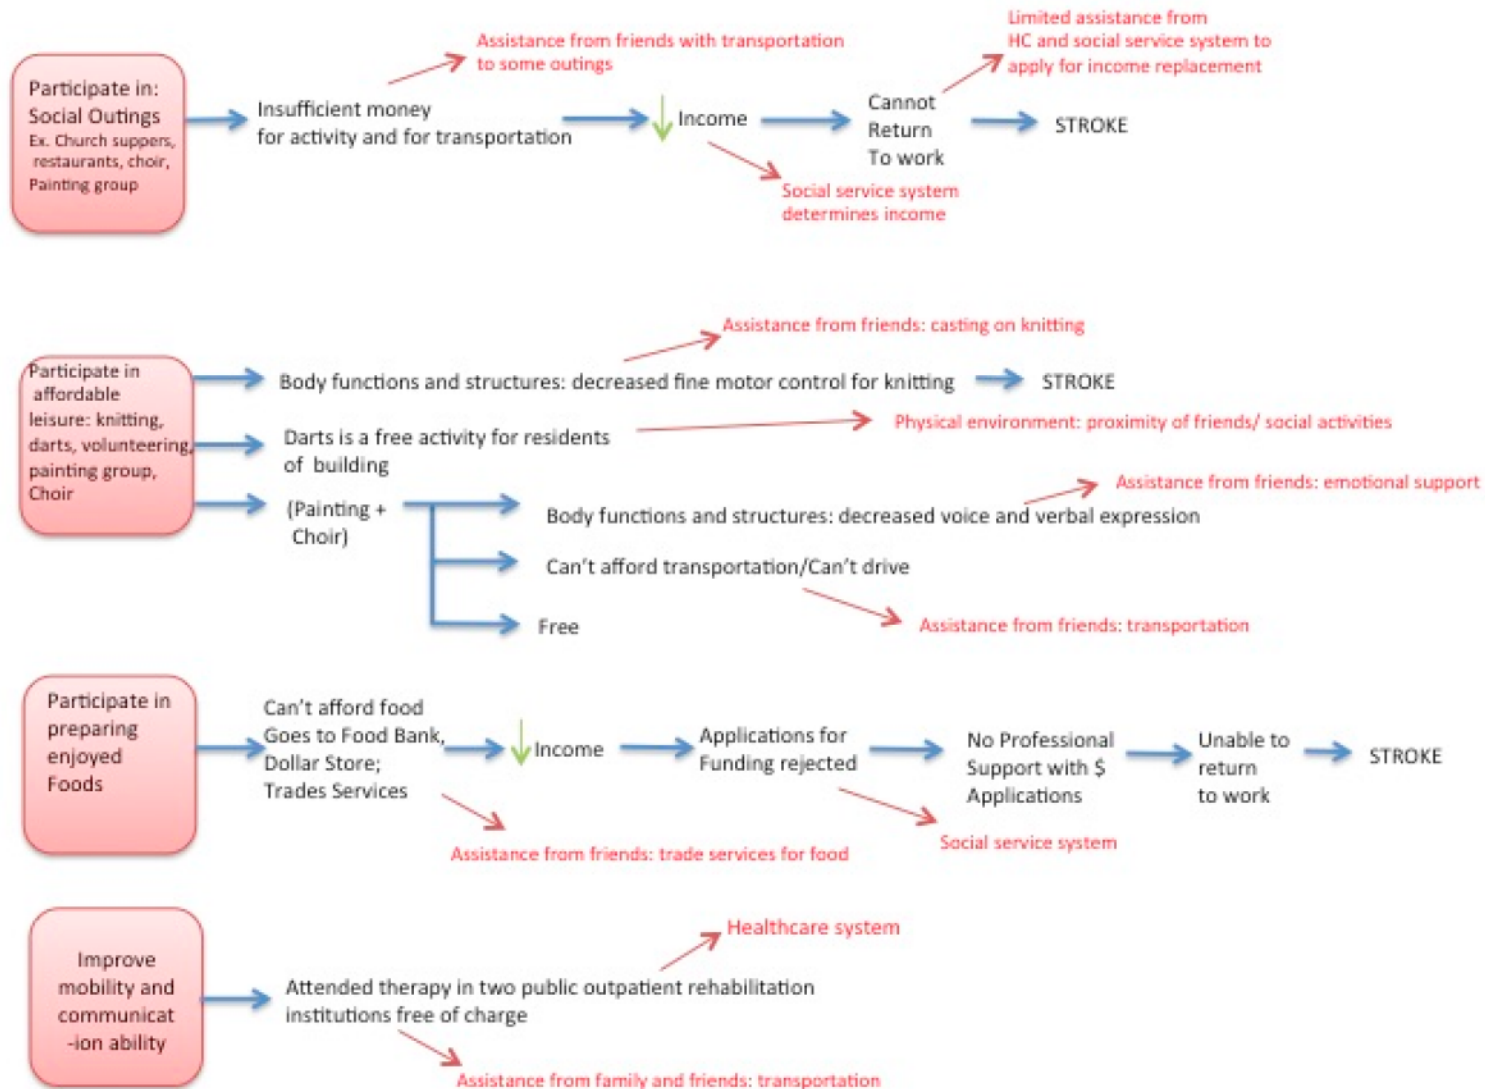 Limited assistance from
HC and social service system to
apply for income replacement
Assistance from friends with transportation
to some outings
Participate in:
Social Outings
Ex. Church suppers,
restaurants, choir,
Painting group
Insufficient money
for activity and for transportation
Income
Cannot
Return
To work
STROKE
Social service system
determines income
Assistance from friends: casting on knitting
Participate in
affordable
leisure: knitting,
darts, volunteering,
painting group,
Choir
Body functions and structures: decreased fine motor control for knitting
STROKE
Darts is a free activity for residents
of building
Physical environment: proximity of friends/ social activities
(Painting +
Choir)
Assistance from friends: emotional support
Body functions and structures: decreased voice and verbal expression
Can't afford transportation/Can't drive
Assistance from friends: transportation
Free
Participate in
preparing
enjoyed
Foods
Can't afford food
Goes to Food Bank,
Dollar Store;
Trades Services
Income
Applications for
Funding rejected
No Professional
Support with $
Applications
Unable to
return
to work
STROKE
Assistance from friends: trade services for food
Social service system
Improve
mobility and
communicat
-ion ability
Healthcare system
Attended therapy in two public outpatient rehabilitation
institutions free of charge
Assistance from family and friends: transportation